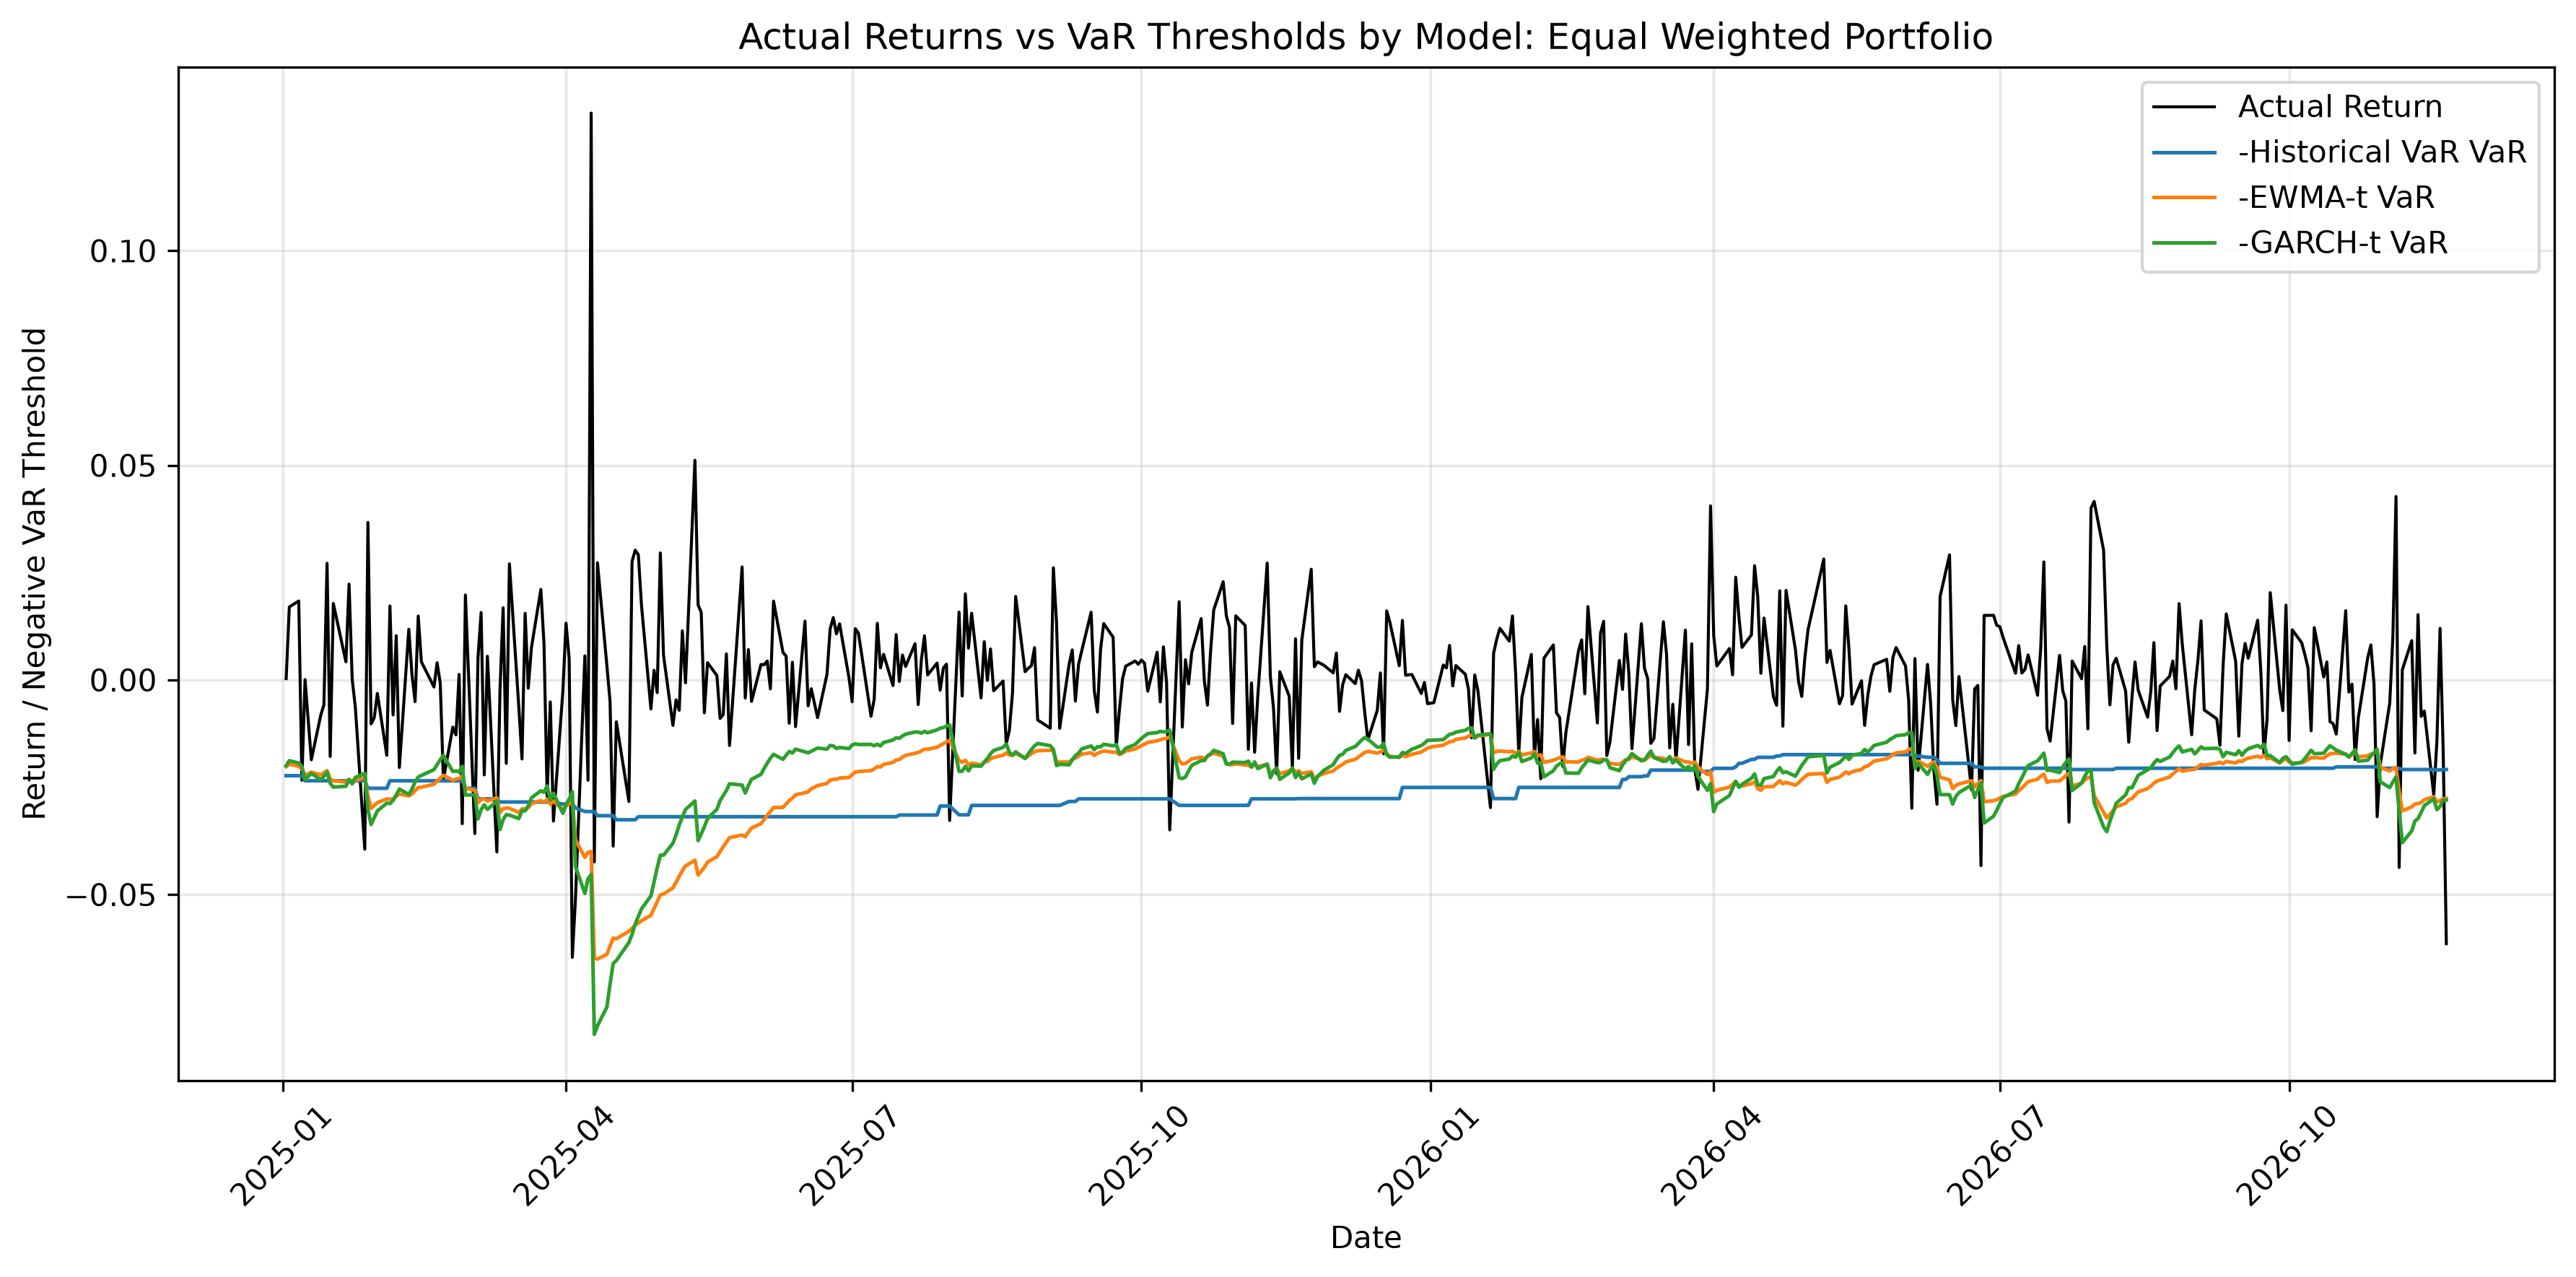 Actual Returns vs VaR Thresholds by Model: Equal Weighted Portfolio
Actual Return
-Historical VaR VaR
-EWMA-t VaR
-GARCH-t VaR
Return / Negative VaR Threshold
0.10
0.05
0.00
−0.05
2025-01
2025-04
2025-07
2025-10
2026-01
2026-04
2026-07
2026-10
Date